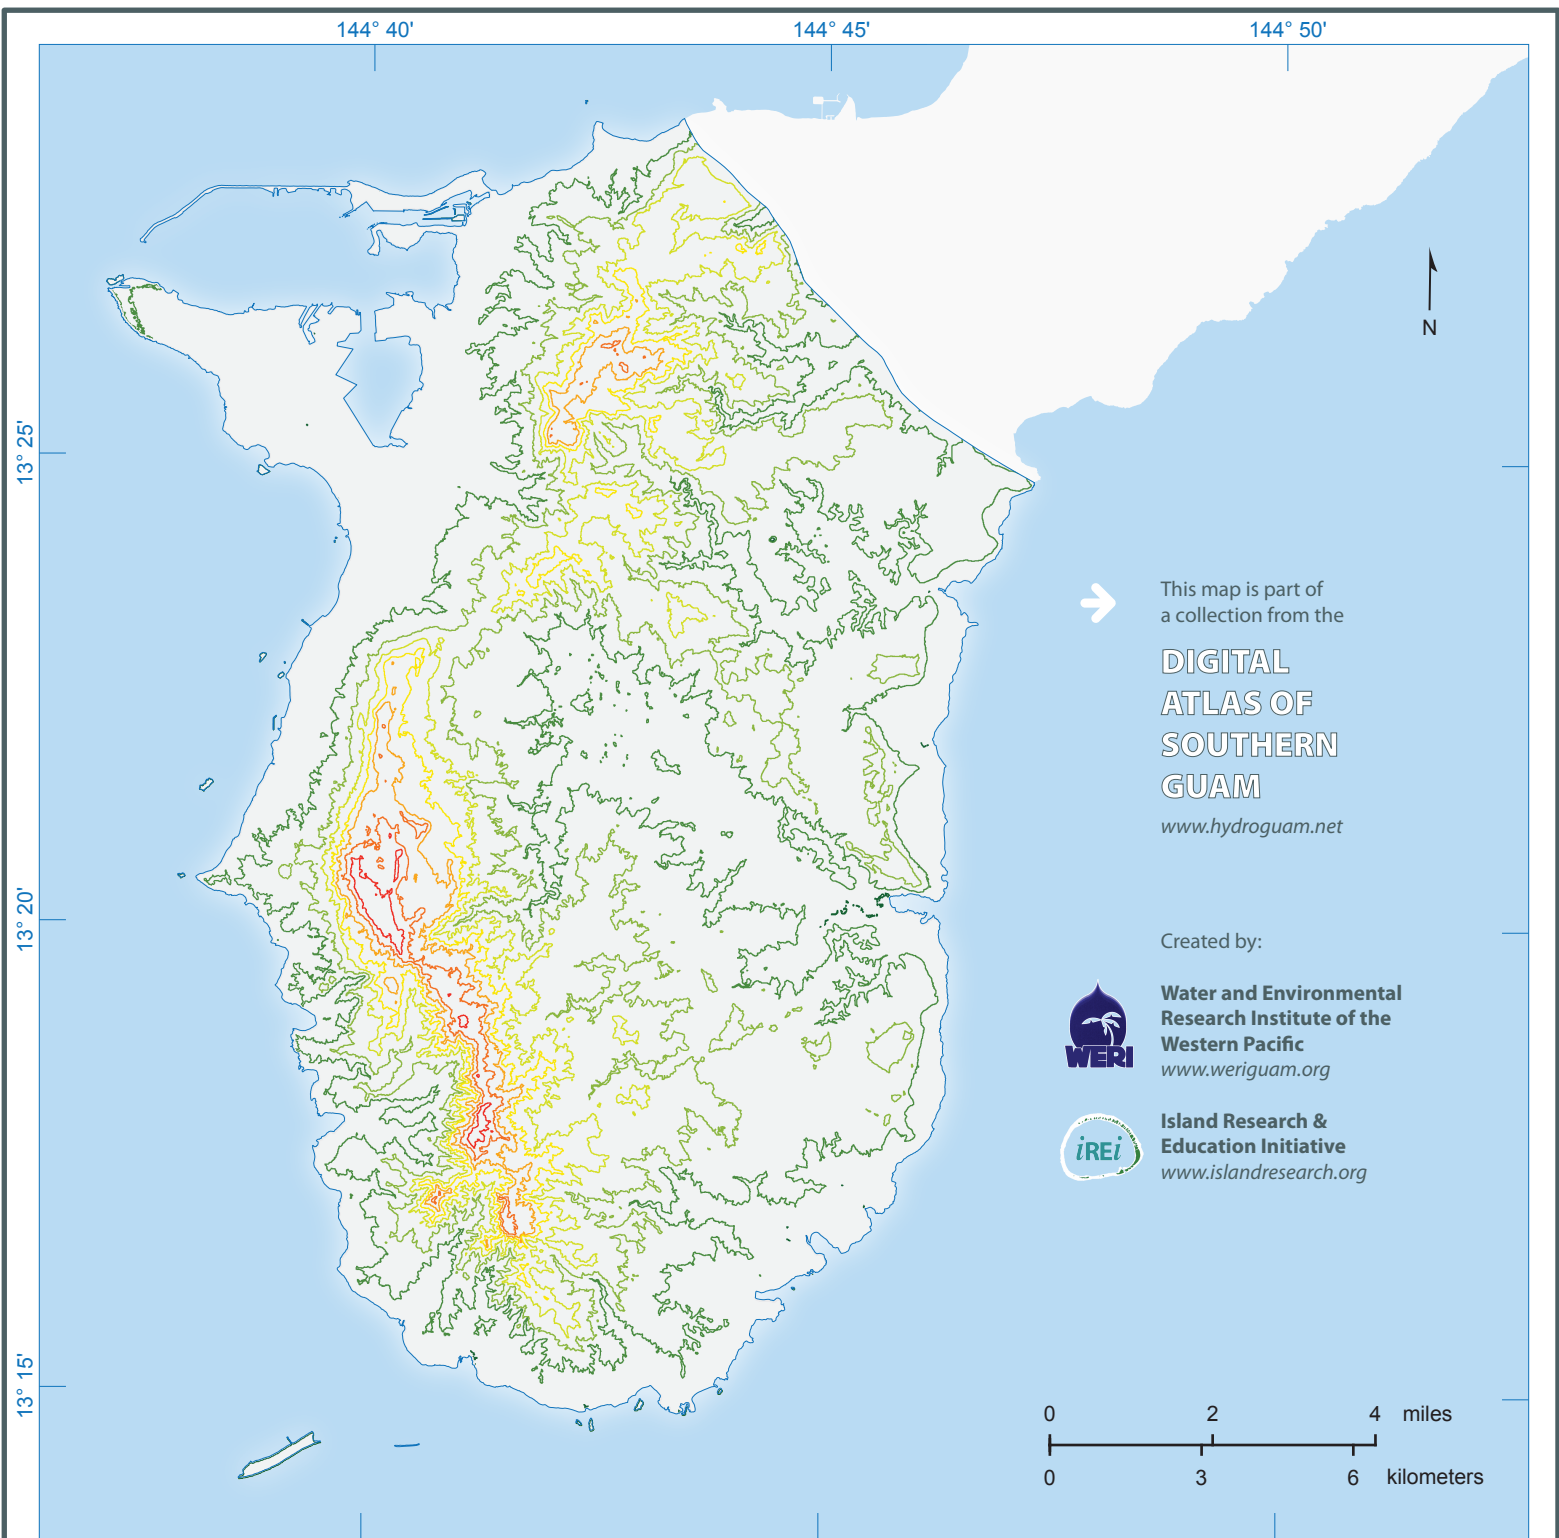 144° 40'
144° 45'
144° 50'
N
13° 25'
This map is part of
a collection from the
DIGITAL
ATLAS OF
SOUTHERN
GUAM
www.hydroguam.net
13° 20'
Created by:
WERI
Water and Environmental
Research Institute of the
Western Pacific
www.weriguam.org
iREi
Island Research &
Education Initiative
www.islandresearch.org
13° 15'
0 2 4 miles
0 3 6 kilometers